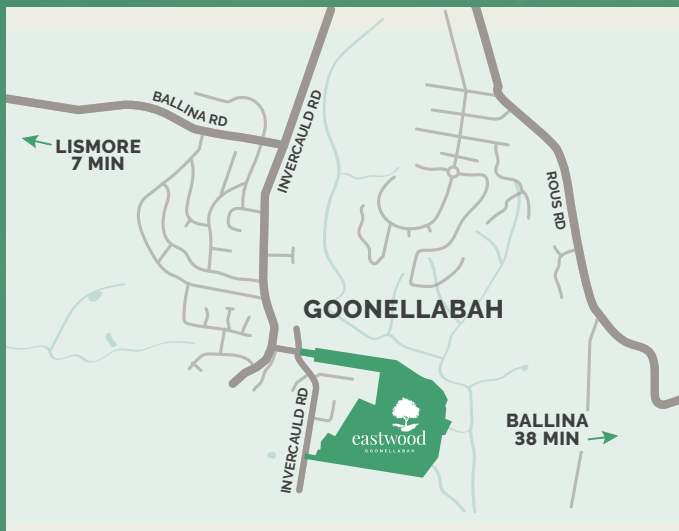 BALLINA RD
INVERCAULD RD
LISMORE
7 MIN
ROUS RD
GOONELLABAH
INVERCAULD RD
eastwood
GOONELLABAH
BALLINA
38 MIN